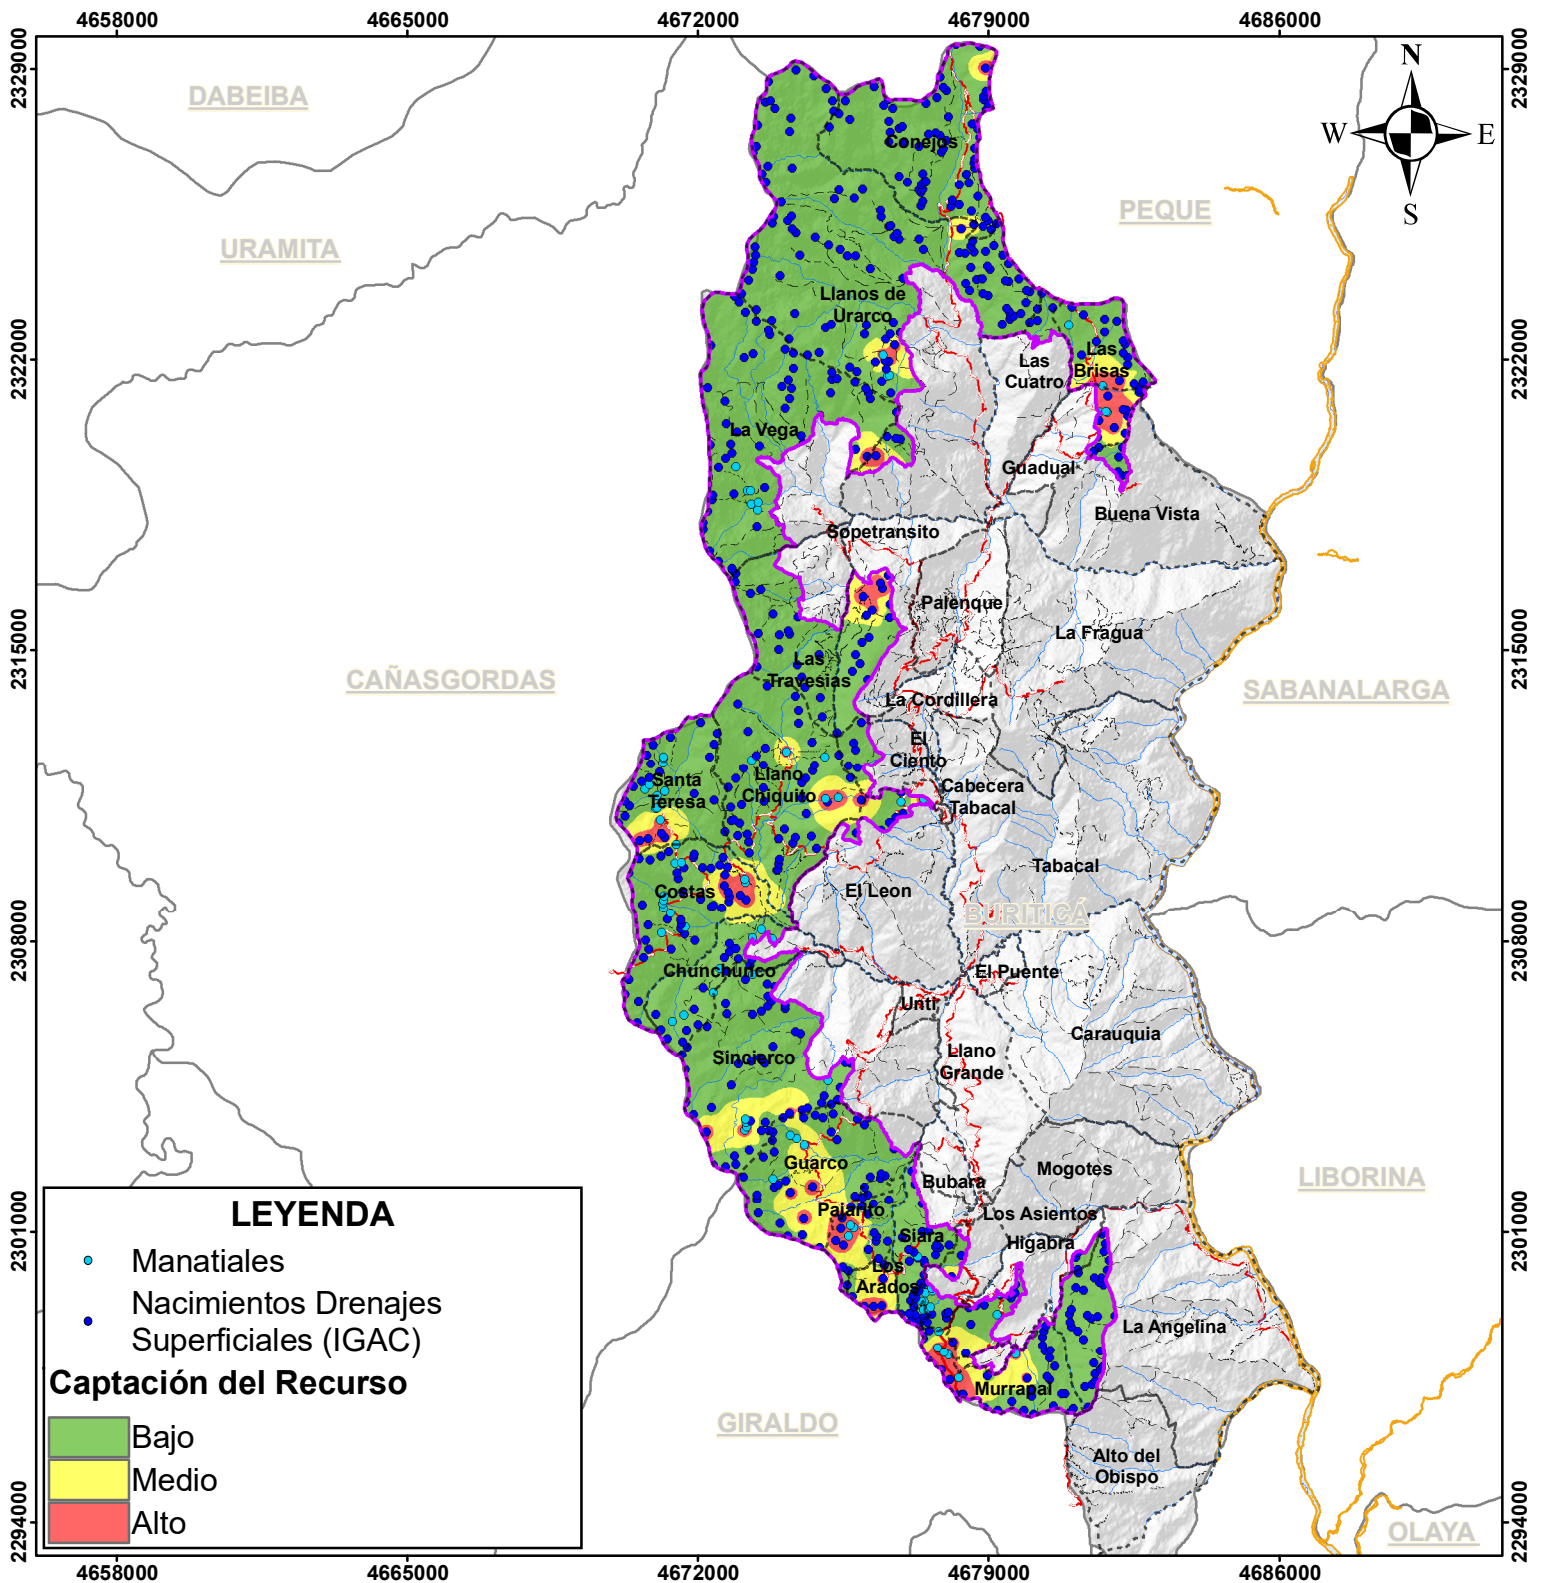 4658000
4665000
4672000
4679000
4686000
2329000
2329000
N
W
E
S
DABEIBA
Conejos
PEQUE
URAMITA
Llanos de
Urarco
2322000
2322000
Las
Cuatro
Las
Brisas
La Vega
Guadual
Buena Vista
Sopetransito
Palenque
La Fragua
2315000
2315000
Las
Travesias
CAÑASGORDAS
SABANALARGA
La Cordillera
El
Ciento
Santa
Teresa
Llano
Chiquito
Cabecera
Tabacal
Tabacal
Costas
El Leon
BURITICÁ
2308000
2308000
Chunchunco
El Puente
Unti
Carauquia
Sincierco
Llano
Grande
Guarco
Mogotes
LIBORINA
Bubara
Pajarito
Los Asientos
Siara
Higabra
2301000
2301000
Los
Arados
La Angelina
Murrapal
GIRALDO
Alto del
Obispo
OLAYA
2294000
2294000
LEYENDA
Manatiales
Nacimientos Drenajes
Superficiales (IGAC)
Captación del Recurso
Bajo
Medio
Alto
4658000
4665000
4672000
4679000
4686000